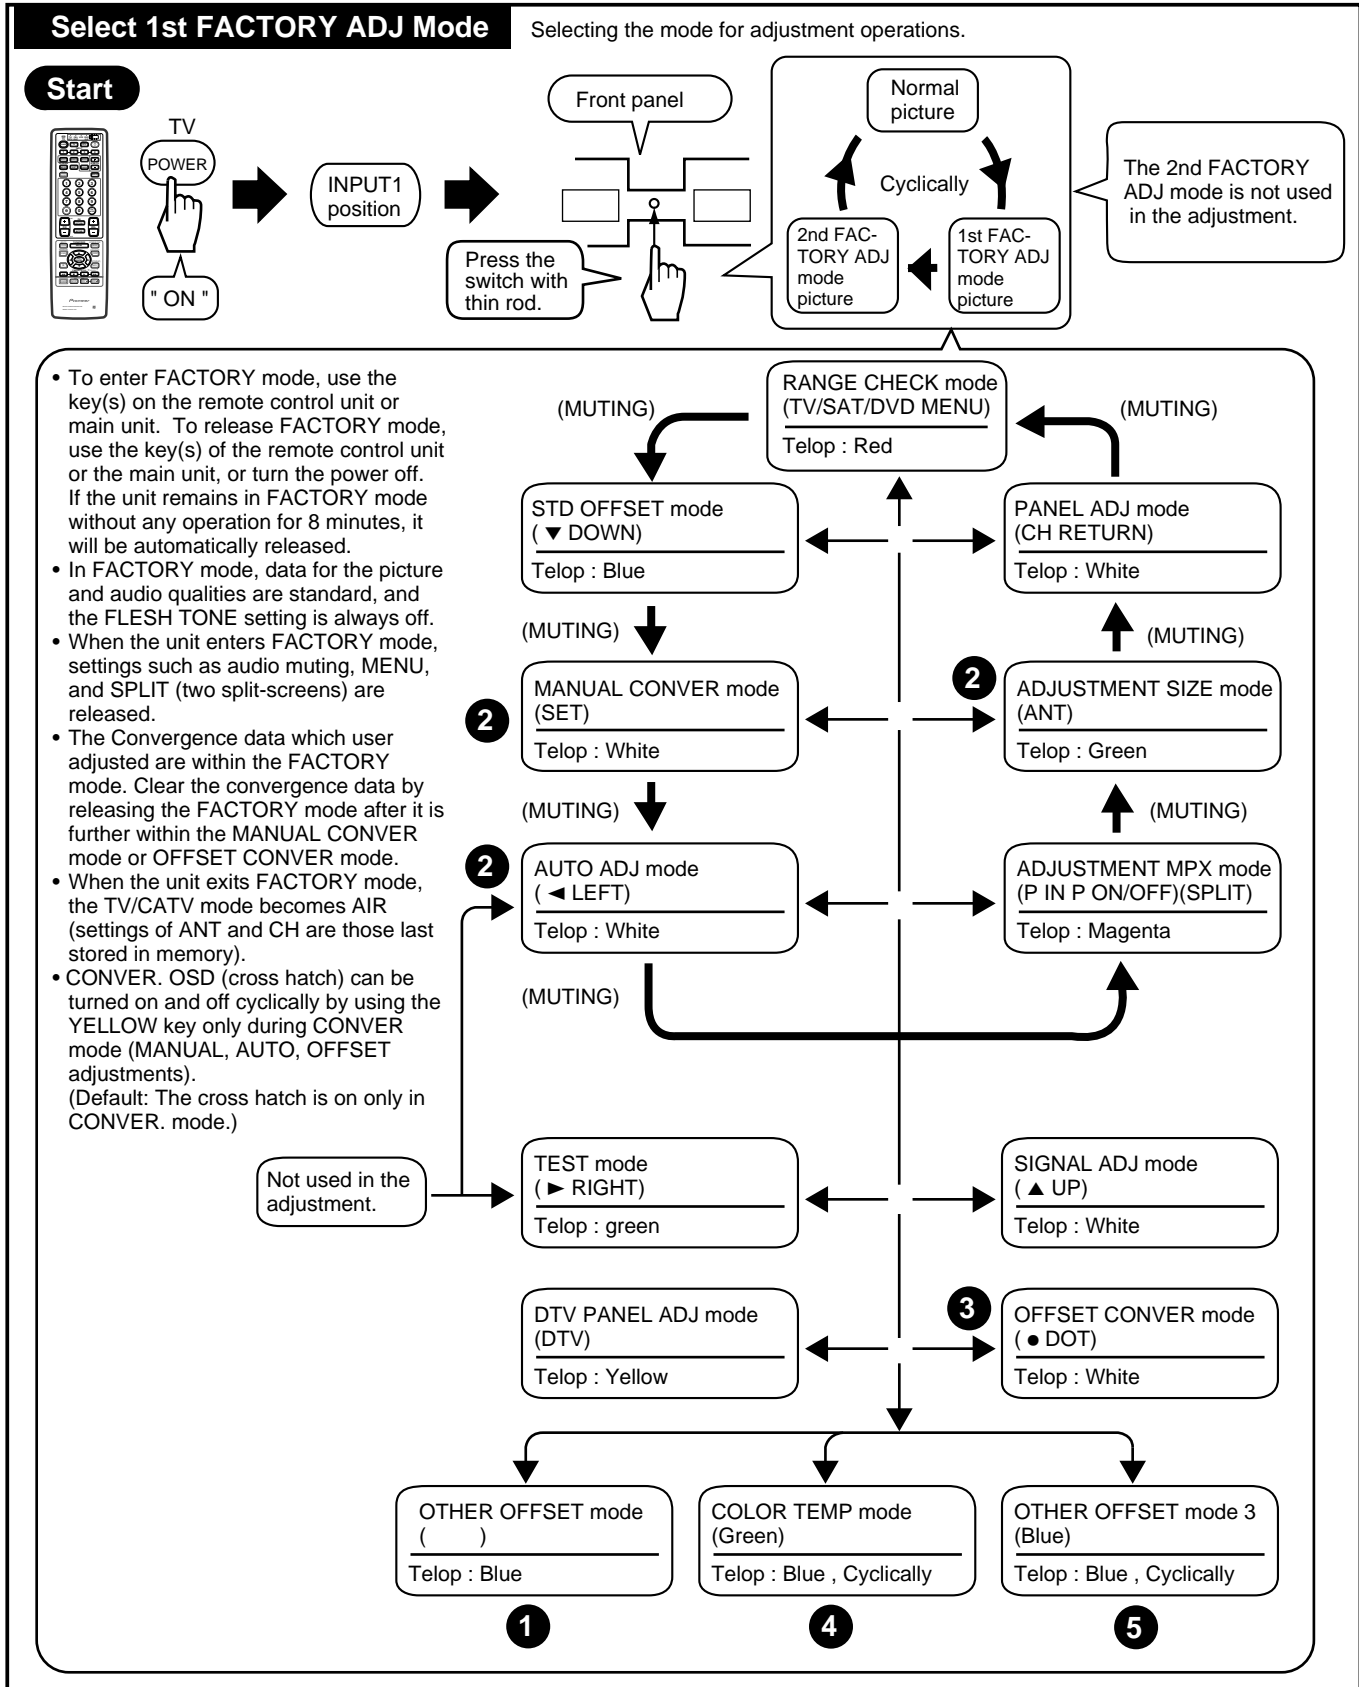 Select 1st FACTORY ADJ Mode
Selecting the mode for adjustment operations.
Start
TV
POWER
" ON "
INPUT1
position
Front panel
Press the
switch with
thin rod.
Normal
picture
Cyclically
2nd FAC-
TORY ADJ
mode
picture
1st FAC-
TORY ADJ
mode
picture
The 2nd FACTORY
ADJ mode is not used
in the adjustment.
• To enter FACTORY mode, use the
key(s) on the remote control unit or
main unit. To release FACTORY mode,
use the key(s) of the remote control unit
or the main unit, or turn the power off.
If the unit remains in FACTORY mode
without any operation for 8 minutes, it
will be automatically released.
• In FACTORY mode, data for the picture
and audio qualities are standard, and
the FLESH TONE setting is always off.
• When the unit enters FACTORY mode,
settings such as audio muting, MENU,
and SPLIT (two split-screens) are
released.
• The Convergence data which user
adjusted are within the FACTORY
mode. Clear the convergence data by
releasing the FACTORY mode after it is
further within the MANUAL CONVER
mode or OFFSET CONVER mode.
• When the unit exits FACTORY mode,
the TV/CATV mode becomes AIR
(settings of ANT and CH are those last
stored in memory).
• CONVER. OSD (cross hatch) can be
turned on and off cyclically by using the
YELLOW key only during CONVER
mode (MANUAL, AUTO, OFFSET
adjustments).
(Default: The cross hatch is on only in
CONVER. mode.)
Not used in the
adjustment.
RANGE CHECK mode
(TV/SAT/DVD MENU)
Telop : Red
(MUTING)
(MUTING)
STD OFFSET mode
( ▼ DOWN)
Telop : Blue
PANEL ADJ mode
(CH RETURN)
Telop : White
(MUTING)
(MUTING)
2
MANUAL CONVER mode
(SET)
Telop : White
2
ADJUSTMENT SIZE mode
(ANT)
Telop : Green
(MUTING)
(MUTING)
2
AUTO ADJ mode
( ◄ LEFT)
Telop : White
ADJUSTMENT MPX mode
(P IN P ON/OFF)(SPLIT)
Telop : Magenta
(MUTING)
TEST mode
( ► RIGHT)
Telop : green
SIGNAL ADJ mode
( ▲ UP)
Telop : White
DTV PANEL ADJ mode
(DTV)
Telop : Yellow
3
OFFSET CONVER mode
( ● DOT)
Telop : White
OTHER OFFSET mode
( )
Telop : Blue
1
COLOR TEMP mode
(Green)
Telop : Blue , Cyclically
4
OTHER OFFSET mode 3
(Blue)
Telop : Blue , Cyclically
5